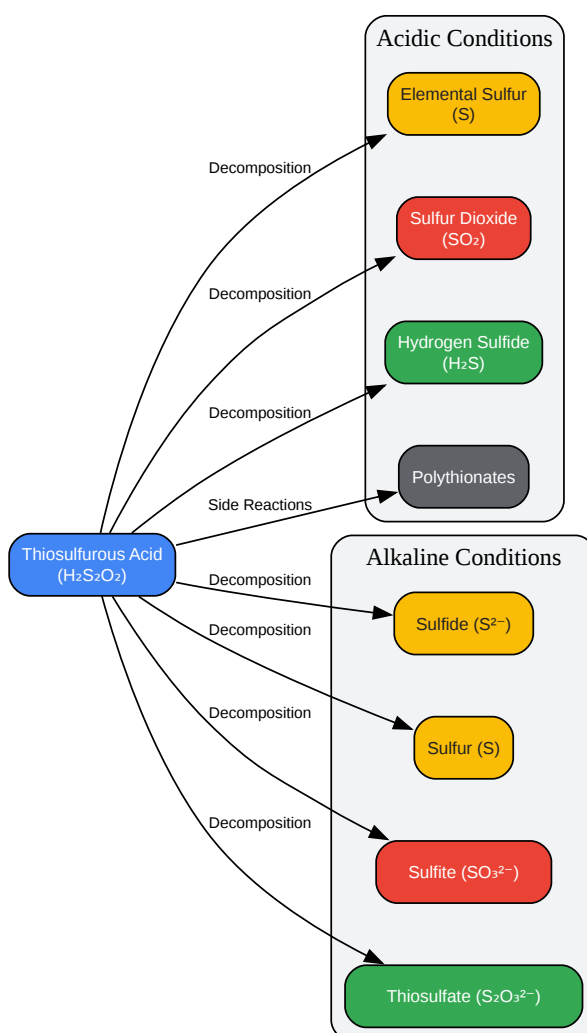 Acidic Conditions
Elemental Sulfur
(S)
Decomposition
Sulfur Dioxide
(SO₂)
Decomposition
Hydrogen Sulfide
(H₂S)
Decomposition
Polythionates
Side Reactions
Thiosulfurous Acid
(H₂S₂O₂)
Alkaline Conditions
Decomposition
Sulfide (S²⁻)
Decomposition
Sulfur (S)
Decomposition
Sulfite (SO₃²⁻)
Decomposition
Thiosulfate (S₂O₃²⁻)